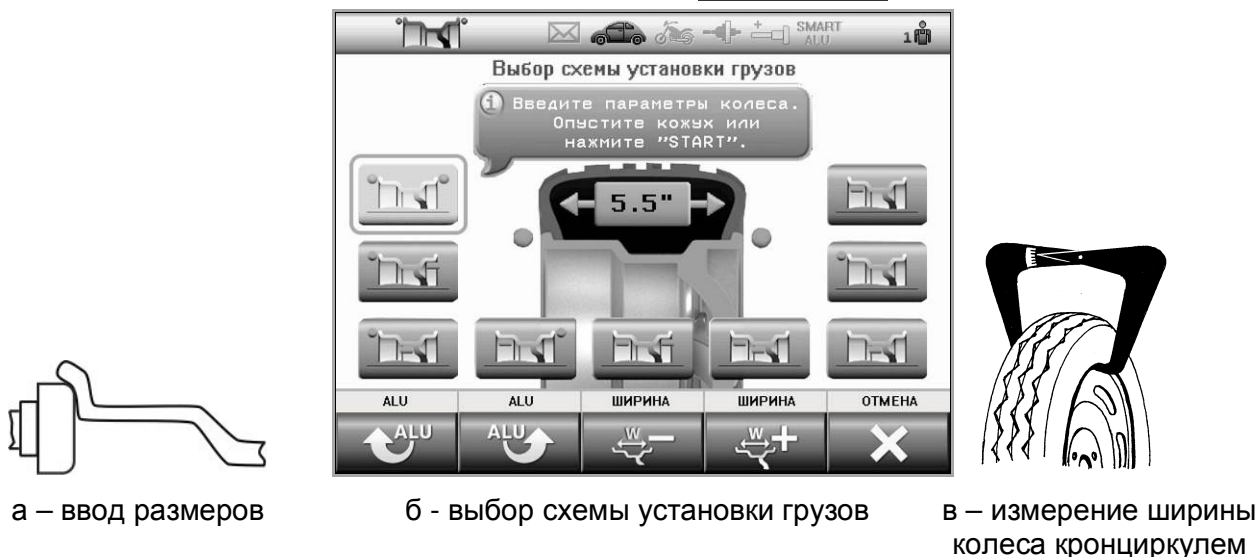 SMART
ALU
1
Выбор схемы установки грузов
i Введите параметры колеса.
Опустите кожух или
нажмите "START".
5.5"
ALU
ALU
ШИРИНА
ШИРИНА
ОТМЕНА
ALU
ALU
W
W
а – ввод размеров
б - выбор схемы установки грузов
в – измерение ширины
колеса кронциркулем